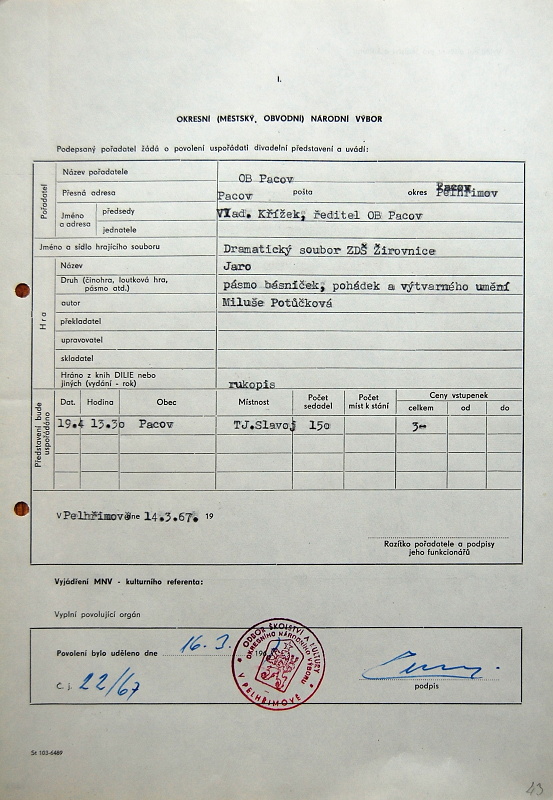 I.
OKRESNÍ (MĚSTSKÝ, OBVODNÍ) NÁRODNÍ VÝBOR
Podepsaný pořadatel žádá o povolení uspořádati divadelní představení a uvádí:
Pořadatel
Název pořadatele OB Pacov
Přesná adresa Pacov pošta okres Pelhřimov
Jméno a adresa předsedy Vlad. Křížek, ředitel OB Pacov
jednatele
Jméno a sídlo hrajícího souboru Dramatický soubor ZDŠ Žirovnice
Hra
Název Jaro
Druh (činohra, loutková hra, pásmo atd.) pásmo básniček, pohádek a výtvarného umění
autor Miluše Potůčková
překladatel
upravovatel
skladatel
Hráno z knih DILIE nebo jiných (vydání - rok) rukopis
Představení bude uspořádáno
Dat. Hodina Obec Místnost Počet sedadel Počet míst k stání Ceny vstupenek
celkem od do
19.4 13.30 Pacov TJ.Slavoj 150 3-
V Pelhřimově dne 14.3.67. 19
Razítko pořadatele a podpisy
jeho funkcionářů
Vyjádření MNV - kulturního referenta:
Vyplní povolující orgán
Povolení bylo uděleno dne 16. 3. 196
ODBOR ŠKOLSTVÍ A KULTURY
OKRESNÍHO NÁRODNÍHO VÝBORU
V PELHŘIMOVĚ
Č. j. 22/67
podpis
Št 103-6489
43